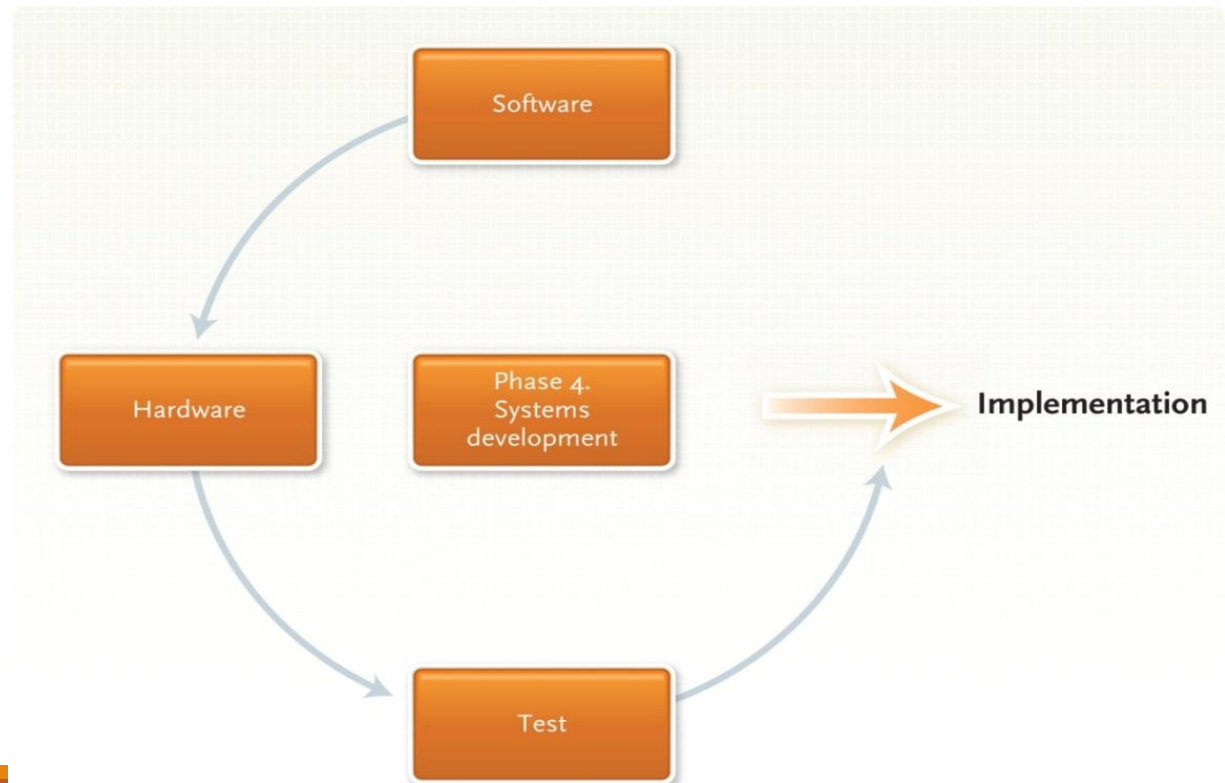 Software
Hardware
Phase 4.
Systems
development
Implementation
Test